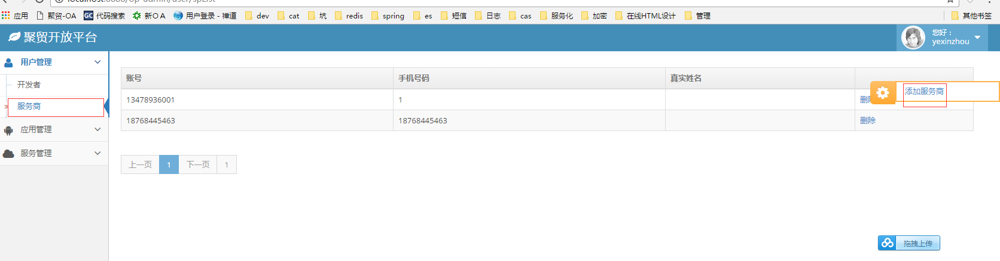 localhost:8888/op-admin/user/spList
应用 聚贸-OA GC 代码搜索 新OA 用户登录 - 禅道 dev cat 坑 redis spring es 短信 日志 cas 服务化 加密 在线HTML设计 管理 其他书签
聚贸开放平台
您好：
yexinzhou
用户管理
开发者
服务商
应用管理
服务管理
账号 手机号码 真实姓名
13478936001 1 删除
添加服务商
18768445463 18768445463 删除
上一页 1 下一页 1
拖拽上传